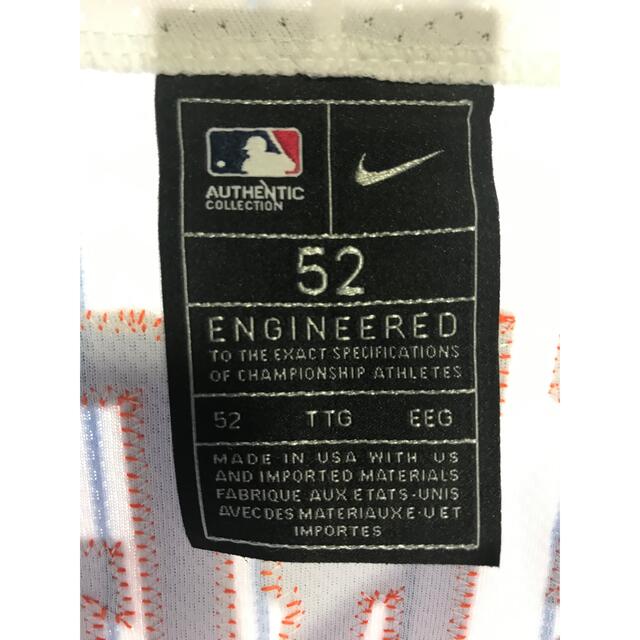 AUTHENTIC
COLLECTION
52
ENGINEERED
TO THE EXACT SPECIFICATIONS
OF CHAMPIONSHIP ATHLETES
52 TTG EEG
MADE IN USA WITH US
AND IMPORTED MATERIALS
FABRIQUE AUX ETATS-UNIS
AVEC DES MATERIAUX E-U ET
IMPORTES